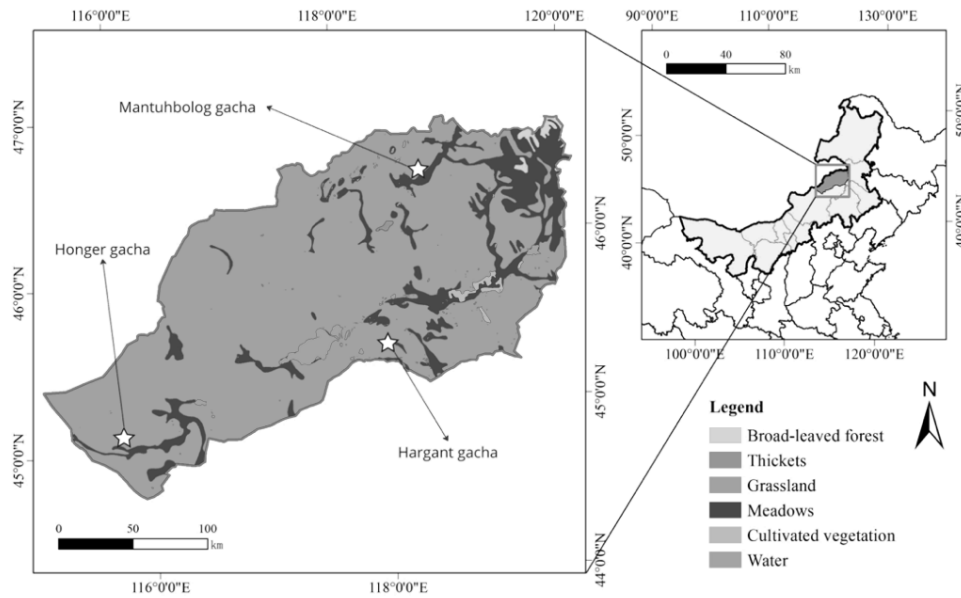 116°0'0"E 118°0'0"E 120°0'0"E
90°0'0"E 110°0'0"E 130°0'0"E
0 40 80
km
Mantuhbolog gacha
Honger gacha
Hargant gacha
47°0'0"N
46°0'0"N
45°0'0"N
46°0'0"N
45°0'0"N
44°0'0"N
50°0'0"N
40°0'0"N
50°0'0"N
40°0'0"N
100°0'0"E 110°0'0"E 120°0'0"E
N
Legend
Broad-leaved forest
Thickets
Grassland
Meadows
Cultivated vegetation
Water
0 50 100
km
116°0'0"E 118°0'0"E